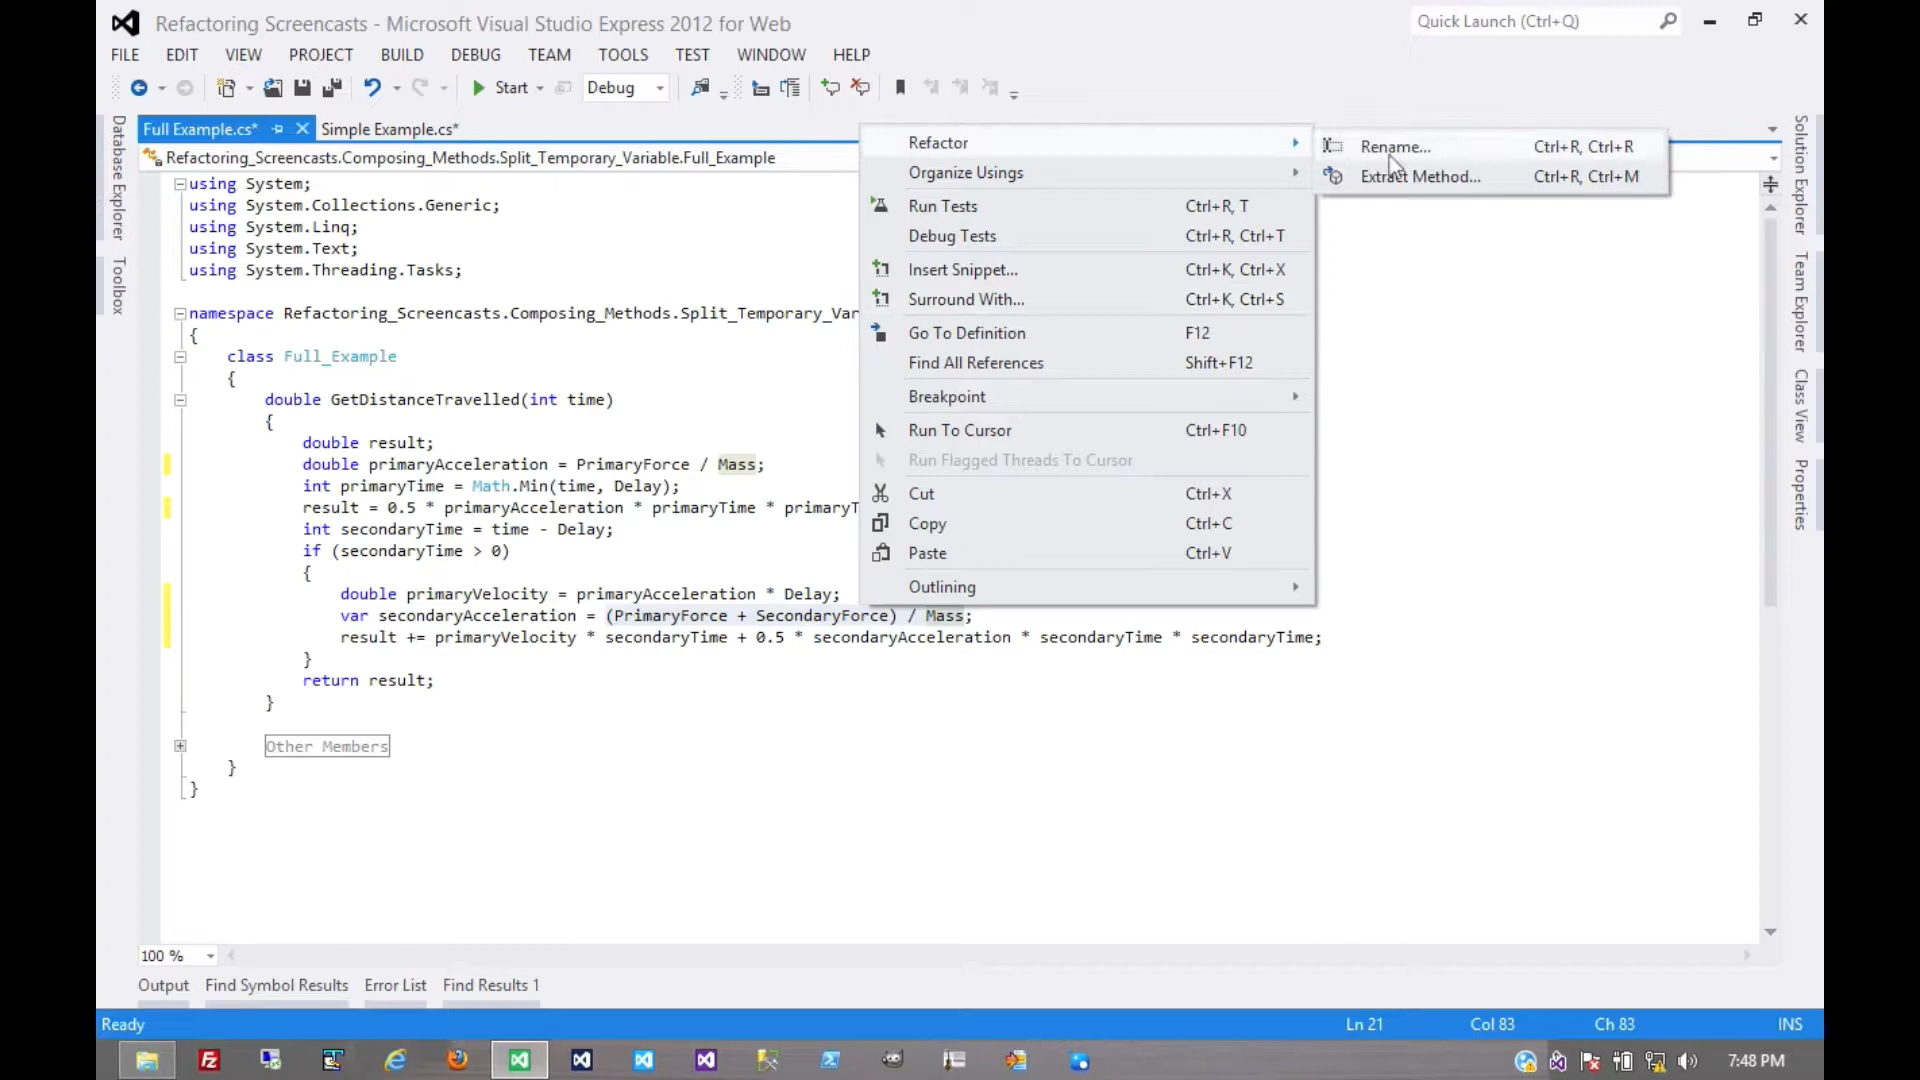 Refactoring Screencasts - Microsoft Visual Studio Express 2012 for Web
Quick Launch (Ctrl+Q)
FILE EDIT VIEW PROJECT BUILD DEBUG TEAM TOOLS TEST WINDOW HELP
Start Debug
Full Example.cs* Simple Example.cs*
Refactoring_Screencasts.Composing_Methods.Split_Temporary_Variable.Full_Example
Database Explorer
Toolbox
using System;
using System.Collections.Generic;
using System.Linq;
using System.Text;
using System.Threading.Tasks;
namespace Refactoring_Screencasts.Composing_Methods.Split_Temporary_Var
{
class Full_Example
{
double GetDistanceTravelled(int time)
{
double result;
double primaryAcceleration = PrimaryForce / Mass;
int primaryTime = Math.Min(time, Delay);
result = 0.5 * primaryAcceleration * primaryTime * primaryT
int secondaryTime = time - Delay;
if (secondaryTime > 0)
{
double primaryVelocity = primaryAcceleration * Delay;
var secondaryAcceleration = (PrimaryForce + SecondaryForce) / Mass;
result += primaryVelocity * secondaryTime + 0.5 * secondaryAcceleration * secondaryTime * secondaryTime;
}
return result;
}
Other Members
}
}
Refactor
Organize Usings
Run Tests Ctrl+R, T
Debug Tests Ctrl+R, Ctrl+T
Insert Snippet... Ctrl+K, Ctrl+X
Surround With... Ctrl+K, Ctrl+S
Go To Definition F12
Find All References Shift+F12
Breakpoint
Run To Cursor Ctrl+F10
Run Flagged Threads To Cursor
Cut Ctrl+X
Copy Ctrl+C
Paste Ctrl+V
Outlining
Rename... Ctrl+R, Ctrl+R
Extract Method... Ctrl+R, Ctrl+M
Solution Explorer
Team Explorer
Class View
Properties
100 %
Output Find Symbol Results Error List Find Results 1
Ready Ln 21 Col 83 Ch 83 INS
7:48 PM